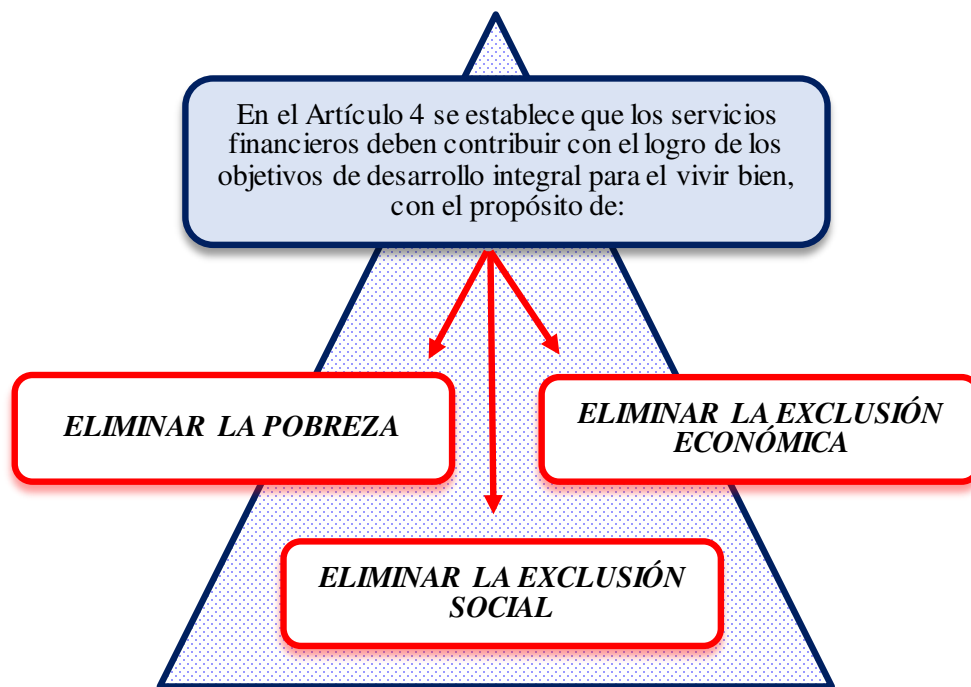 En el Artículo 4 se establece que los servicios
financieros deben contribuir con el logro de los
objetivos de desarrollo integral para el vivir bien,
con el propósito de:
ELIMINAR LA POBREZA
ELIMINAR LA EXCLUSIÓN
ECONÓMICA
ELIMINAR LA EXCLUSIÓN
SOCIAL